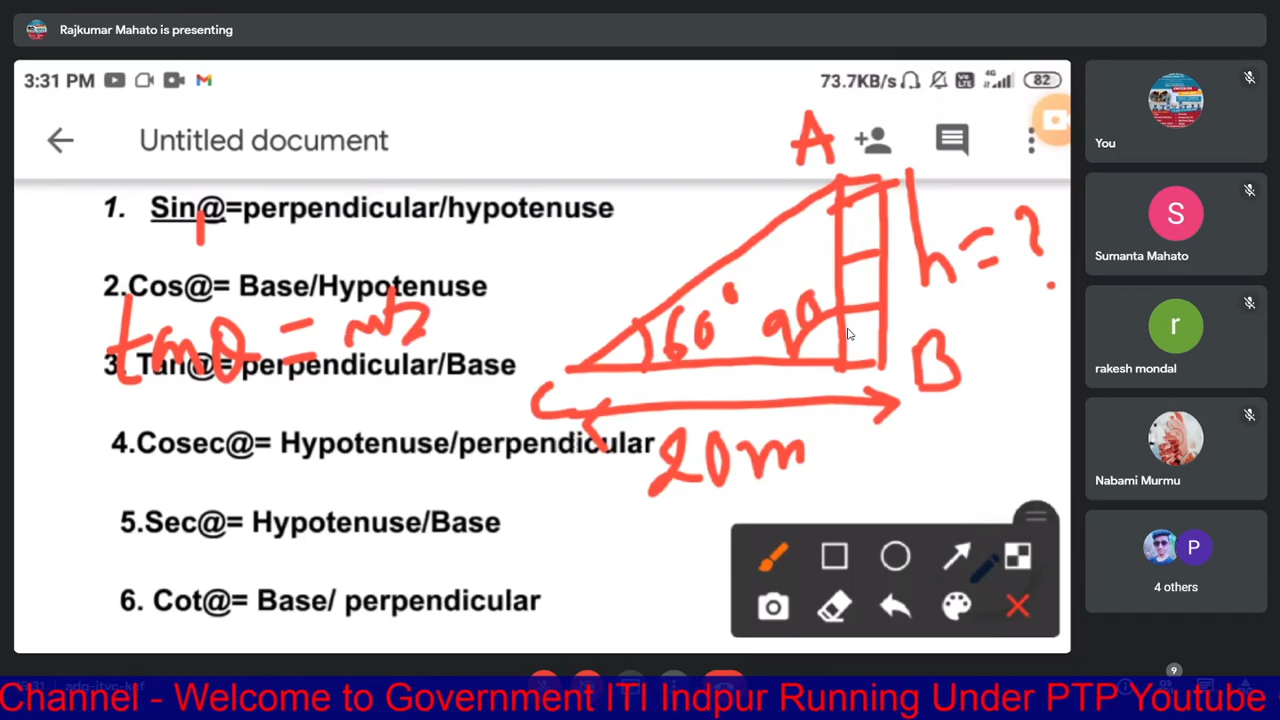 Rajkumar Mahato is presenting
3:31 PM
73.7KB/s 4G 82
Untitled document
A
1. Sin@=perpendicular/hypotenuse
h=?
2.Cos@= Base/Hypotenuse
tanθ =
60° 90
3. Tan@= perpendicular/Base
B
C
20m
4.Cosec@= Hypotenuse/perpendicular
5.Sec@= Hypotenuse/Base
6. Cot@= Base/ perpendicular
You
S
Sumanta Mahato
r
rakesh mondal
Nabami Murmu
P
4 others
9
Channel - Welcome to Government ITI Indpur Running Under PTP Youtube